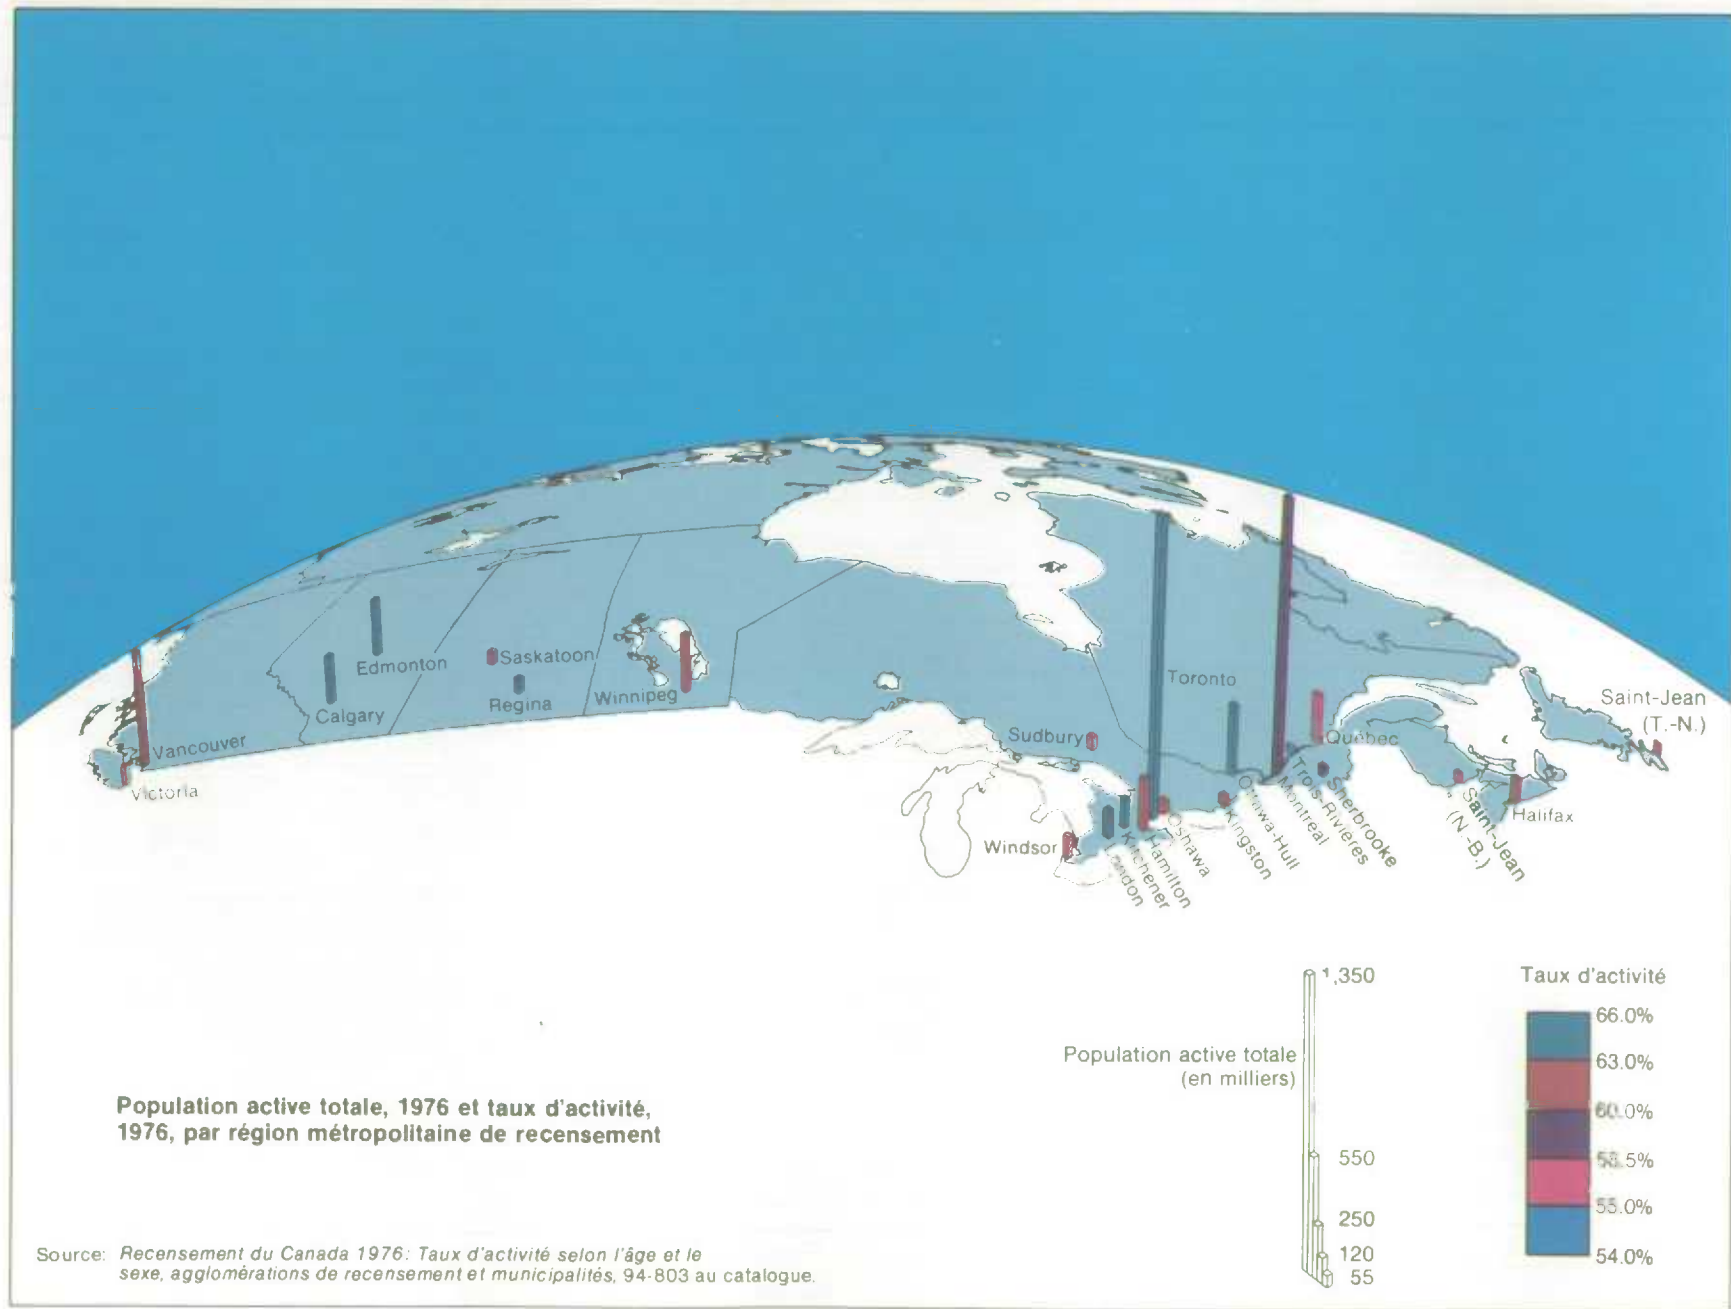 Edmonton
Saskatoon
Calgary
Regina
Winnipeg
Vancouver
Victoria
Toronto
Sudbury
Québec
Saint-Jean
(T.-N.)
Windsor
London
Kitchener
Hamilton
Oshawa
Kingston
Ottawa-Hull
Montréal
Trois-Rivières
Sherbrooke
Saint-Jean
(N.-B.)
Halifax
Population active totale
(en milliers)
1,350
550
250
120
55
Taux d'activité
66.0%
63.0%
60.0%
58.5%
55.0%
54.0%
Population active totale, 1976 et taux d'activité,
1976, par région métropolitaine de recensement
Source: Recensement du Canada 1976: Taux d'activité selon l'âge et le
sexe, agglomérations de recensement et municipalités, 94-803 au catalogue.